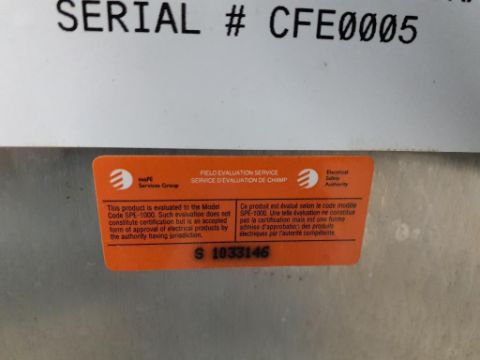 SERIAL # CFE0005
esaFE
Services Group
FIELD EVALUATION SERVICE
SERVICE D'ÉVALUATION DE CHAMP
Electrical
Safety
Authority
This product is evaluated to the Model
Code SPE-1000. Such evaluation does not
constitute certification but is an accepted
form of approval of electrical products by
the authority having jurisdiction.
Ce produit est évalué selon le code modèle
SPE-1000. Une telle évaluation ne constitue
pas la certification mais est une forme
admise d'approbation des produits
électriques par l'autorité compétente.
S 1033146